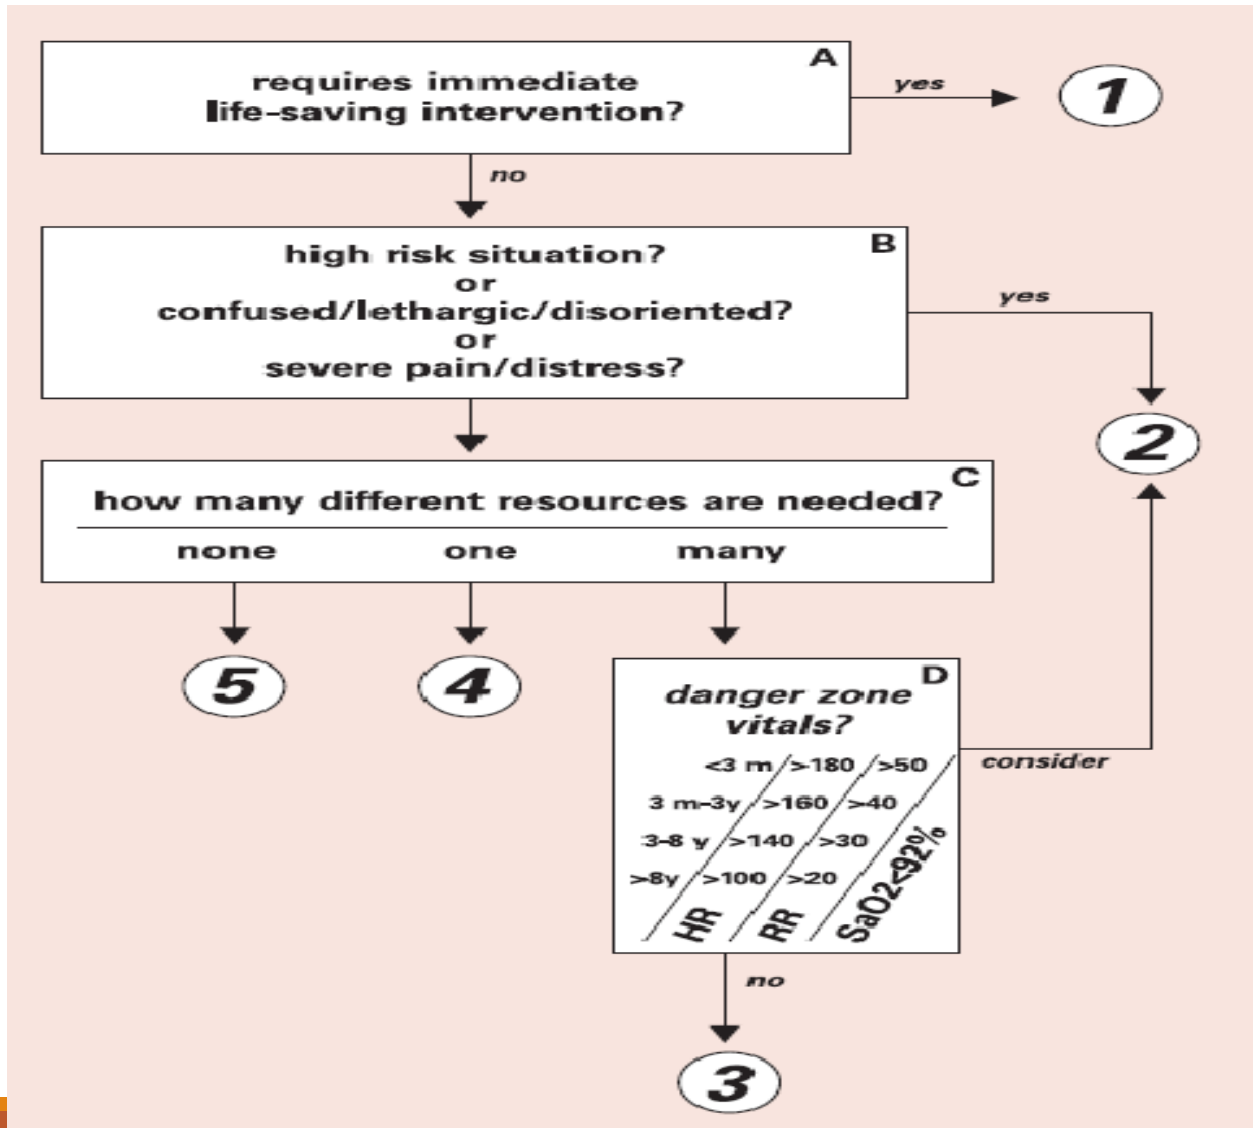 A
requires immediate
life-saving intervention?
yes
1
no
B
high risk situation?
or
confused/lethargic/disoriented?
or
severe pain/distress?
yes
2
C
how many different resources are needed?
none one many
5
4
D
danger zone
vitals?
<3 m >180 >50
3 m-3y >160 >40
3-8 y >140 >30
>8y >100 >20
HR RR SaO2<92%
consider
no
3